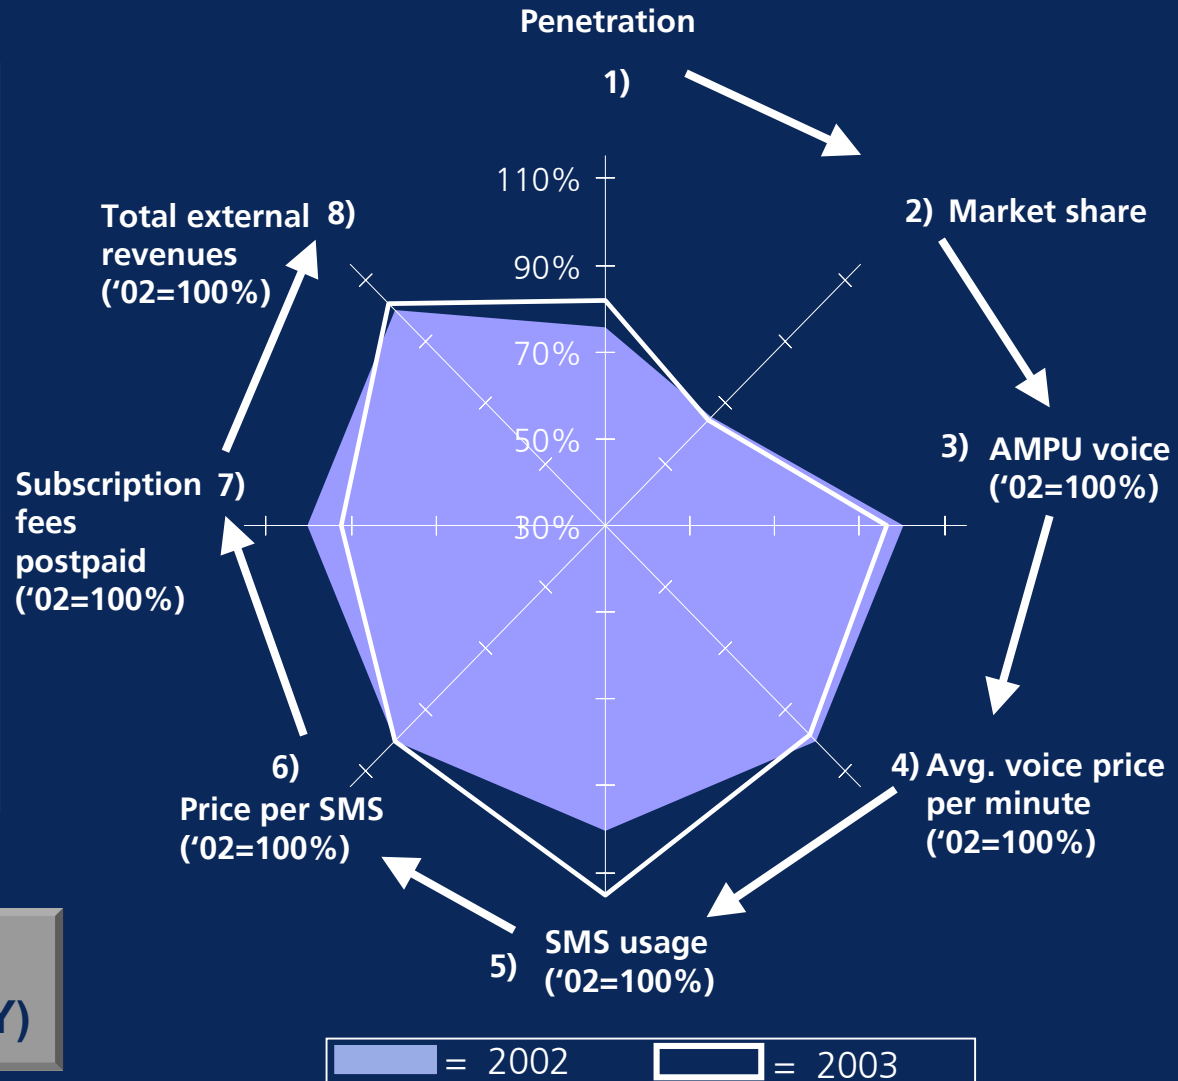 Penetration
1)
110%
90%
70%
50%
30%
2) Market share
3) AMPU voice
(‘02=100%)
4) Avg. voice price
per minute
(‘02=100%)
SMS usage
5) (‘02=100%)
6)
Price per SMS
(‘02=100%)
Subscription 7)
fees
postpaid
(‘02=100%)
Total external 8)
revenues
(‘02=100%)
Y)
= 2002
= 2003